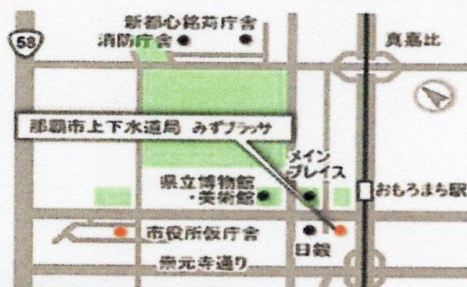 新都心銘苅庁舎
消防庁舎
58
真嘉比
那覇市上下水道局 みずプラッサ
メイン
プレイス
県立博物館
・美術館
おもろまち駅
市役所仮庁舎
日銀
崇元寺通り